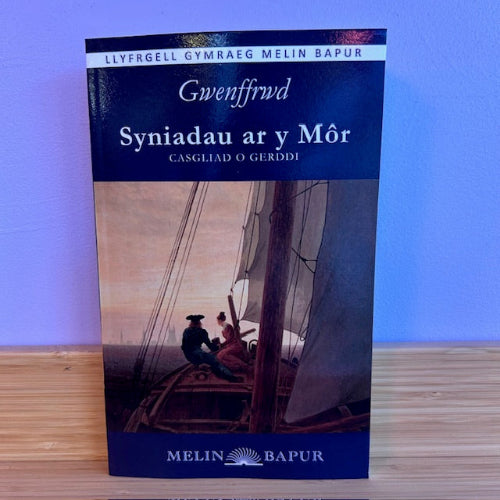 LLYFRGELL GYMRAEG MELIN BAPUR
Gwenffrwd
Syniadau ar y Môr
CASGLIAD O GERDDI
MELIN BAPUR